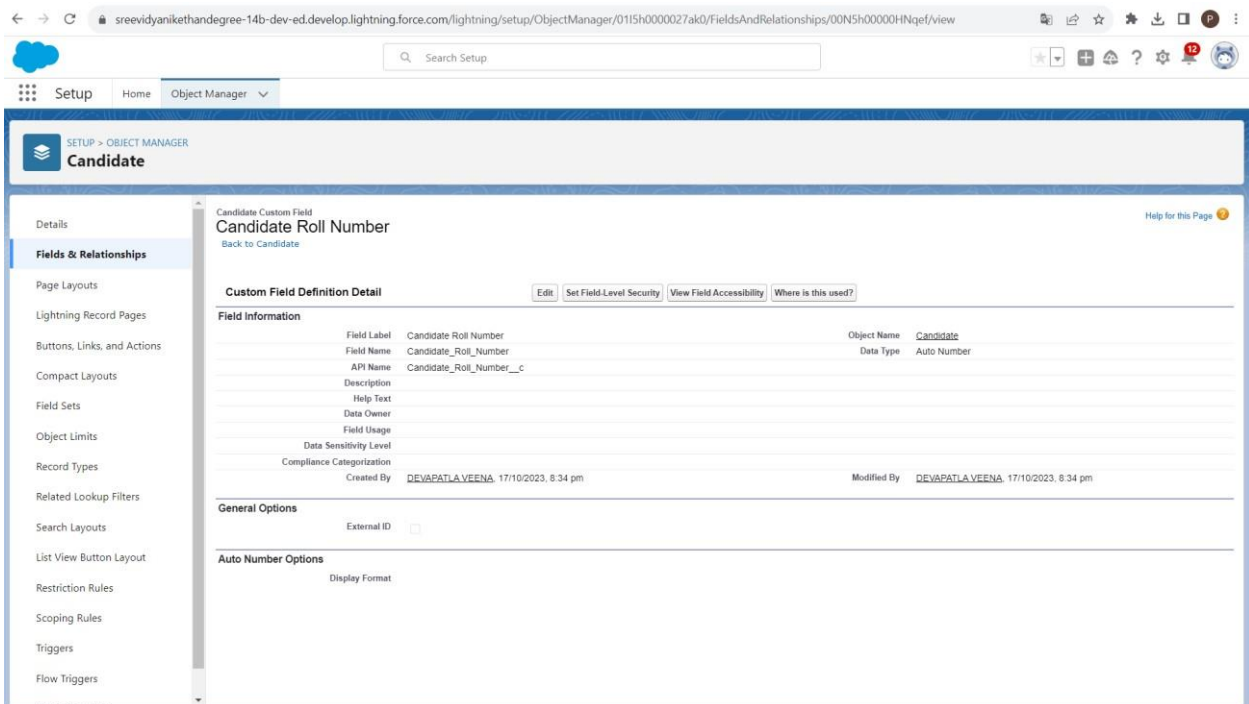 sreevidyanikethandegree-14b-dev-ed.develop.lightning.force.com/lightning/setup/ObjectManager/01I5h0000027ak0/FieldsAndRelationships/00N5h00000HNqef/view
P
Search Setup
12
Setup Home Object Manager
SETUP > OBJECT MANAGER
Candidate
Details
Fields & Relationships
Page Layouts
Lightning Record Pages
Buttons, Links, and Actions
Compact Layouts
Field Sets
Object Limits
Record Types
Related Lookup Filters
Search Layouts
List View Button Layout
Restriction Rules
Scoping Rules
Triggers
Flow Triggers
Candidate Custom Field
Candidate Roll Number
Back to Candidate
Help for this Page
Custom Field Definition Detail Edit Set Field-Level Security View Field Accessibility Where is this used?
Field Information
Field Label Candidate Roll Number Object Name Candidate
Field Name Candidate_Roll_Number Data Type Auto Number
API Name Candidate_Roll_Number__c
Description
Help Text
Data Owner
Field Usage
Data Sensitivity Level
Compliance Categorization
Created By DEVAPATLA VEENA, 17/10/2023, 8:34 pm Modified By DEVAPATLA VEENA, 17/10/2023, 8:34 pm
General Options
External ID
Auto Number Options
Display Format